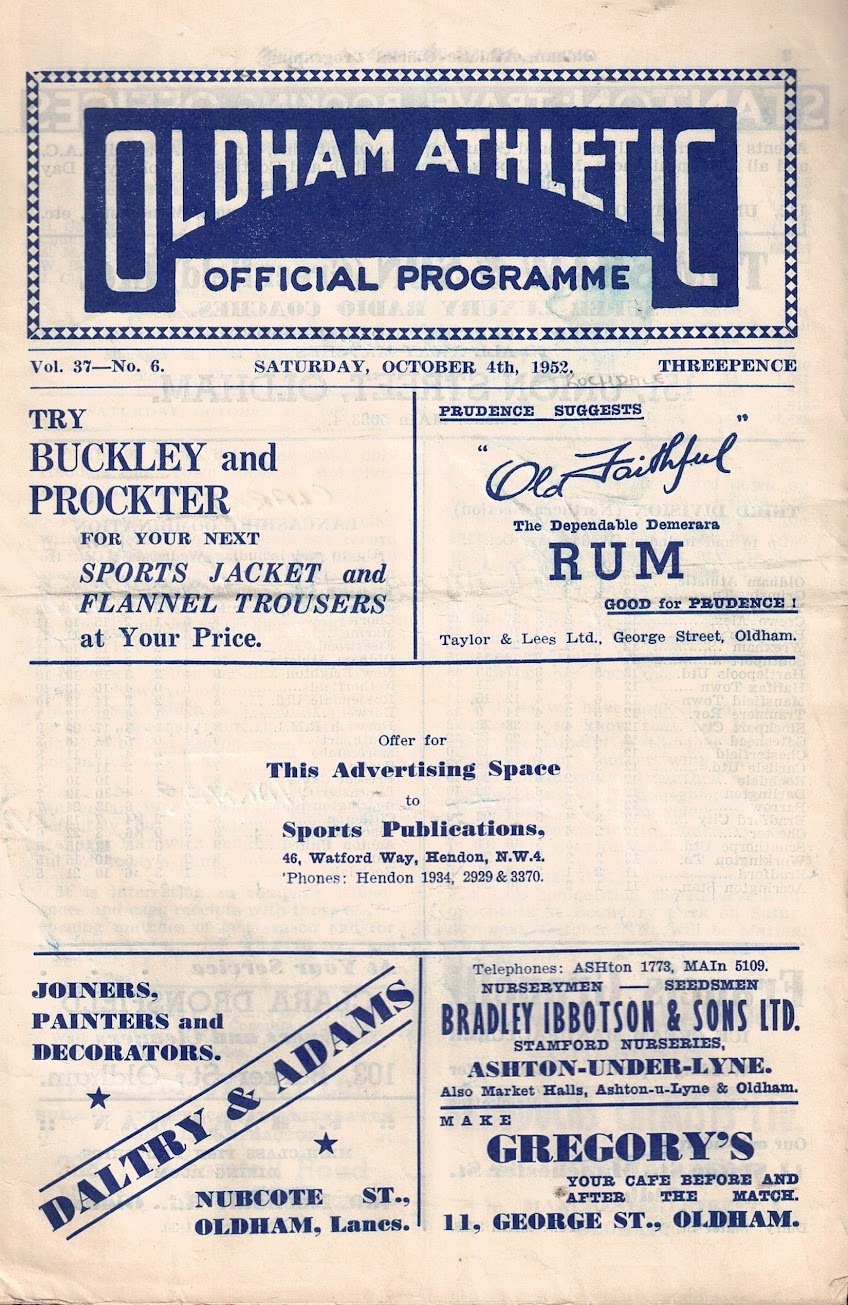 OLDHAM ATHLETIC
OFFICIAL PROGRAMME
Vol. 37—No. 6. SATURDAY, OCTOBER 4th, 1952. THREEPENCE
TRY
BUCKLEY and
PROCKTER
FOR YOUR NEXT
SPORTS JACKET and
FLANNEL TROUSERS
at Your Price.
PRUDENCE SUGGESTS
"Old Faithful"
The Dependable Demerara
RUM
GOOD for PRUDENCE !
Taylor & Lees Ltd., George Street, Oldham.
Offer for
This Advertising Space
to
Sports Publications,
46, Watford Way, Hendon, N.W.4.
'Phones: Hendon 1934, 2929 & 3370.
JOINERS,
PAINTERS and
DECORATORS.
DALTRY & ADAMS
NUBCOTE ST.,
OLDHAM, Lancs.
Telephones: ASHton 1773, MAIn 5109.
NURSERYMEN — SEEDSMEN
BRADLEY IBBOTSON & SONS LTD.
STAMFORD NURSERIES,
ASHTON-UNDER-LYNE.
Also Market Halls, Ashton-u-Lyne & Oldham.
MAKE
GREGORY'S
YOUR CAFE BEFORE AND
AFTER THE MATCH.
11, GEORGE ST., OLDHAM.